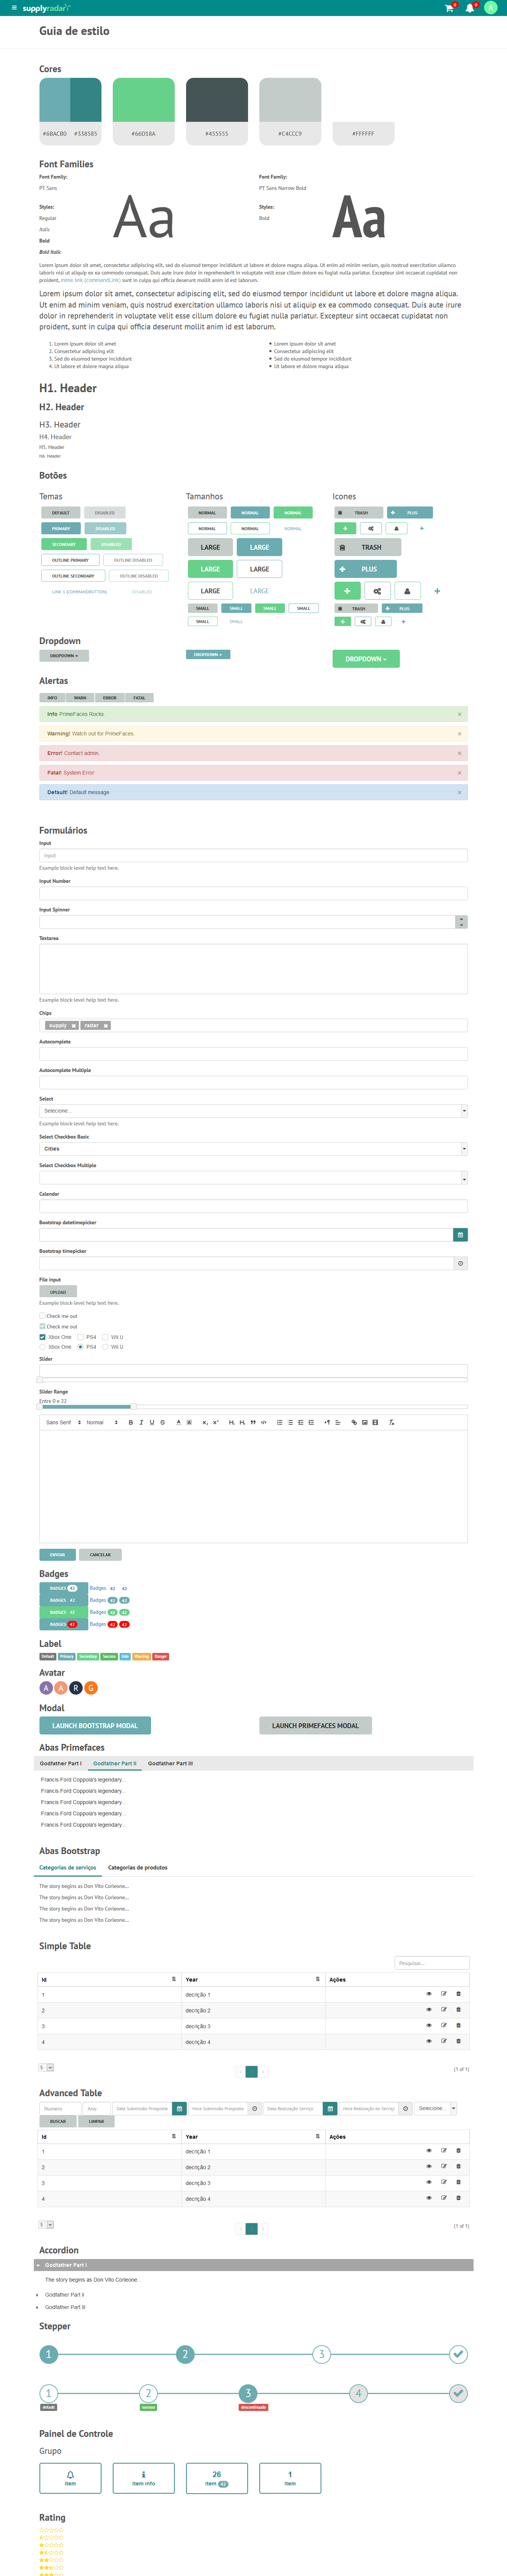 supplyradar
0
0
A
Guia de estilo
Cores
#6BACB0 #338585 #66D18A #455555 #C4CCC9 #FFFFFF
Font Families
Font Family: Font Family:
PT Sans PT Sans Narrow Bold
Aa Aa
Styles: Styles:
Regular Bold
Italic
Bold
Bold Italic
Lorem ipsum dolor sit amet, consectetur adipiscing elit, sed do eiusmod tempor incididunt ut labore et dolore magna aliqua. Ut enim ad minim veniam, quis nostrud exercitation ullamco
laboris nisi ut aliquip ex ea commodo consequat. Duis aute irure dolor in reprehenderit in voluptate velit esse cillum dolore eu fugiat nulla pariatur. Excepteur sint occaecat cupidatat non
proident, inline link (commandLink) sunt in culpa qui officia deserunt mollit anim id est laborum.
Lorem ipsum dolor sit amet, consectetur adipiscing elit, sed do eiusmod tempor incididunt ut labore et dolore magna aliqua.
Ut enim ad minim veniam, quis nostrud exercitation ullamco laboris nisi ut aliquip ex ea commodo consequat. Duis aute irure
dolor in reprehenderit in voluptate velit esse cillum dolore eu fugiat nulla pariatur. Excepteur sint occaecat cupidatat non
proident, sunt in culpa qui officia deserunt mollit anim id est laborum.
1. Lorem ipsum dolor sit amet
2. Consectetur adipiscing elit
3. Sed do eiusmod tempor incididunt
4. Ut labore et dolore magna aliqua
Lorem ipsum dolor sit amet
Consectetur adipiscing elit
Sed do eiusmod tempor incididunt
Ut labore et dolore magna aliqua
H1. Header
H2. Header
H3. Header
H4. Header
H5. Header
H6. Header
Botões
Temas Tamanhos Icones
DEFAULT DISABLED NORMAL NORMAL NORMAL TRASH PLUS
PRIMARY DISABLED NORMAL NORMAL NORMAL
SECONDARY DISABLED LARGE LARGE TRASH
OUTLINE PRIMARY OUTLINE DISABLED LARGE LARGE PLUS
OUTLINE SECONDARY OUTLINE DISABLED
LINK 1 (COMMANDBUTTON) DISABLED LARGE LARGE
SMALL SMALL SMALL SMALL TRASH PLUS
SMALL SMALL
Dropdown
DROPDOWN DROPDOWN DROPDOWN
Alertas
INFO WARN ERROR FATAL
Info PrimeFaces Rocks.
Warning! Watch out for PrimeFaces.
Error! Contact admin.
Fatal! System Error
Default! Default message
Formulários
Input
Input
Example block-level help text here.
Input Number
Input Spinner
Textarea
Example block-level help text here.
Chips
supply radar
Autocomplete
Autocomplete Multiple
Select
Selecione...
Example block-level help text here.
Select Checkbox Basic
Cities
Select Checkbox Multiple
Calendar
Bootstrap datetimepicker
Bootstrap timepicker
File input
UPLOAD
Example block-level help text here.
Check me out
Check me out
Xbox One PS4 Wii U
Xbox One PS4 Wii U
Slider
Slider Range
Entre 0 e 22
Sans Serif Normal B I U S
ENVIAR CANCELAR
Badges
BADGES 42 Badges 42 42
BADGES 42 Badges 42 42
BADGES 42 Badges 42 42
BADGES 42 Badges 42 42
Label
Default Primary Secondary Success Info Warning Danger
Avatar
A A R G
Modal
LAUNCH BOOTSTRAP MODAL LAUNCH PRIMEFACES MODAL
Abas Primefaces
Godfather Part I Godfather Part II Godfather Part III
Francis Ford Coppola's legendary...
Francis Ford Coppola's legendary...
Francis Ford Coppola's legendary...
Francis Ford Coppola's legendary...
Francis Ford Coppola's legendary...
Abas Bootstrap
Categorias de serviços Categorias de produtos
The story begins as Don Vito Corleone...
The story begins as Don Vito Corleone...
The story begins as Don Vito Corleone...
The story begins as Don Vito Corleone...
Simple Table
Pesquise...
Id Year Ações
1 decrição 1
2 decrição 2
3 decrição 3
4 decrição 4
5 (1 of 1)
Advanced Table
Numero Ano Data Submissão Proposta Hora Submissão Proposta Data Realização Serviço Hora Realização do Serviço Selecione...
BUSCAR LIMPAR
Id Year Ações
1 decrição 1
2 decrição 2
3 decrição 3
4 decrição 4
5 (1 of 1)
Accordion
Godfather Part I
The story begins as Don Vito Corleone...
Godfather Part II
Godfather Part III
Stepper
1 2 3
1 2 3 4
default success
Painel de Controle
Grupo
26 1
item item info item 42 item
Rating